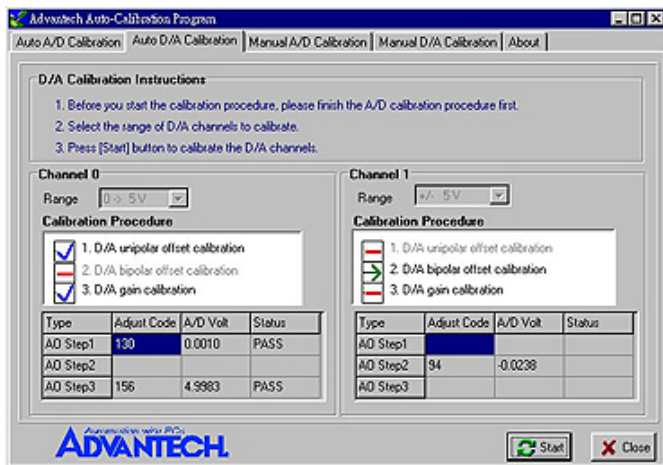 Advantech Auto-Calibration Program
Auto A/D Calibration Auto D/A Calibration Manual A/D Calibration Manual D/A Calibration About
D/A Calibration Instructions
1. Before you start the calibration procedure, please finish the A/D calibration procedure first.
2. Select the range of D/A channels to calibrate.
3. Press [Start] button to calibrate the D/A channels.
Channel 0
Range 0 -> 5V
Calibration Procedure
1. D/A unipolar offset calibration
2. D/A bipolar offset calibration
3. D/A gain calibration
Type Adjust Code A/D Volt Status
AO Step1 130 0.0010 PASS
AO Step2
AO Step3 156 4.9983 PASS
Channel 1
Range +/- 5V
Calibration Procedure
1. D/A unipolar offset calibration
2. D/A bipolar offset calibration
3. D/A gain calibration
Type Adjust Code A/D Volt Status
AO Step1
AO Step2 94 -0.0238
AO Step3
with PCs
ADVANTECH
Start Close